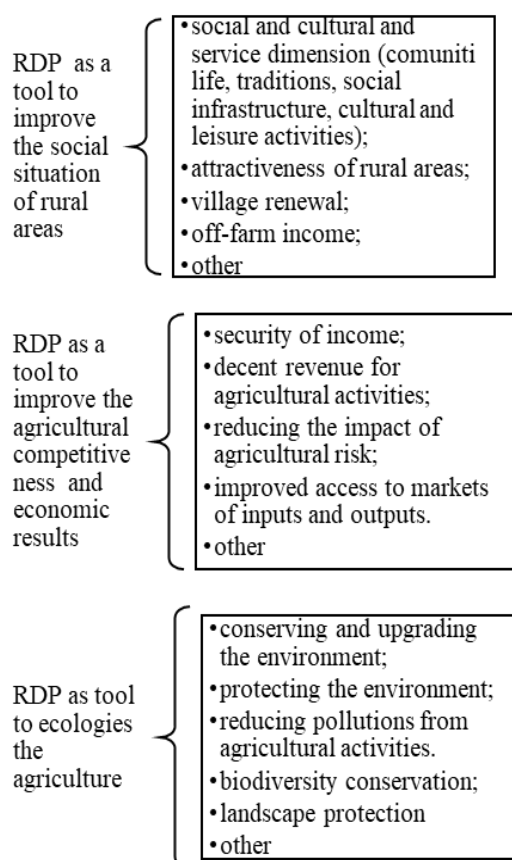 RDP as a
tool to
improve
the social
situation
of rural
areas
•social and cultural and
service dimension (comuniti
life, traditions, social
infrastructure, cultural and
leisure activities);
•attractiveness of rural areas;
•village renewal;
•off-farm income;
•other
RDP as a
tool to
improve the
agricultural
competitive
ness and
economic
results
•security of income;
•decent revenue for
agricultural activities;
•reducing the impact of
agricultural risk;
•improved access to markets
of inputs and outputs.
•other
RDP as tool
to ecologies
the
agriculture
•conserving and upgrading
the environment;
•protecting the environment;
•reducing pollutions from
agricultural activities.
•biodiversity conservation;
•landscape protection
•other